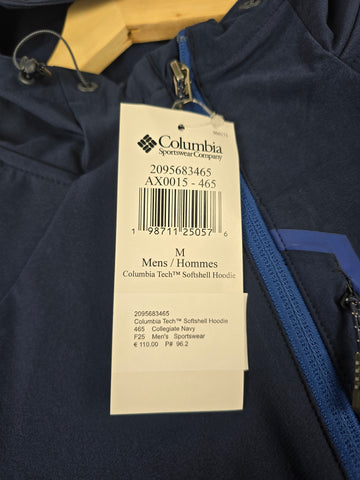 Columbia
Sportswear Company
2095683465
AX0015 - 465
1 98711 25057 6
M
Mens / Hommes
Columbia Tech™ Softshell Hoodie
2095683465
Columbia Tech™ Softshell Hoodie
465 Collegiate Navy
F25 Men's Sportswear
€ 110.00 P# 96.2